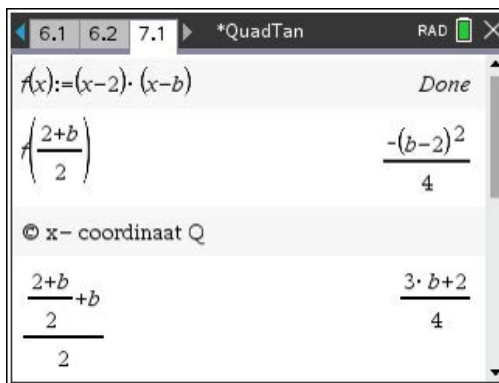 6.1 6.2 7.1 *QuadTan RAD
f(x):=(x−2)·(x−b) Done
f((2+b)/2) −(b−2)²/4
© x− coordinaat Q
((2+b)/2+b)/2 (3·b+2)/4